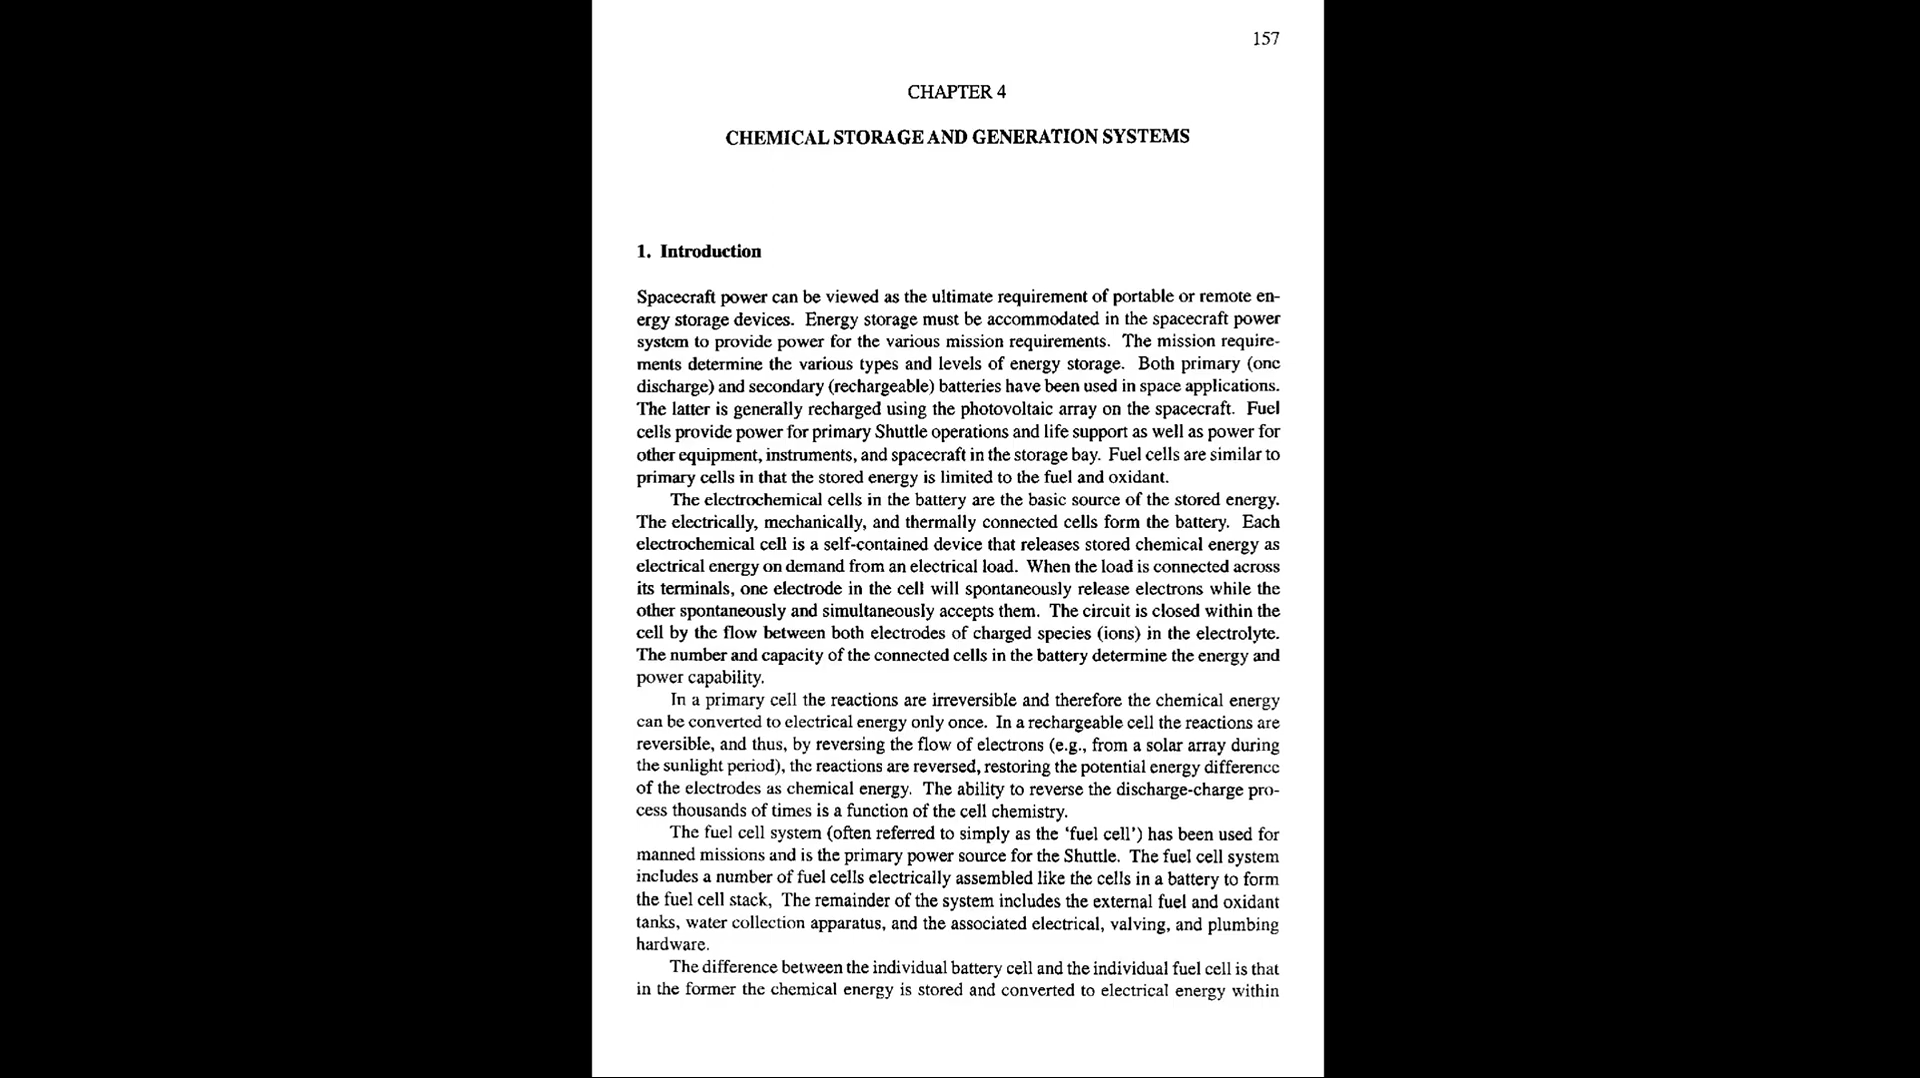 157
CHAPTER 4
CHEMICAL STORAGE AND GENERATION SYSTEMS
1. Introduction
Spacecraft power can be viewed as the ultimate requirement of portable or remote en-
ergy storage devices. Energy storage must be accommodated in the spacecraft power
system to provide power for the various mission requirements. The mission require-
ments determine the various types and levels of energy storage. Both primary (one
discharge) and secondary (rechargeable) batteries have been used in space applications.
The latter is generally recharged using the photovoltaic array on the spacecraft. Fuel
cells provide power for primary Shuttle operations and life support as well as power for
other equipment, instruments, and spacecraft in the storage bay. Fuel cells are similar to
primary cells in that the stored energy is limited to the fuel and oxidant.
The electrochemical cells in the battery are the basic source of the stored energy.
The electrically, mechanically, and thermally connected cells form the battery. Each
electrochemical cell is a self-contained device that releases stored chemical energy as
electrical energy on demand from an electrical load. When the load is connected across
its terminals, one electrode in the cell will spontaneously release electrons while the
other spontaneously and simultaneously accepts them. The circuit is closed within the
cell by the flow between both electrodes of charged species (ions) in the electrolyte.
The number and capacity of the connected cells in the battery determine the energy and
power capability.
In a primary cell the reactions are irreversible and therefore the chemical energy
can be converted to electrical energy only once. In a rechargeable cell the reactions are
reversible, and thus, by reversing the flow of electrons (e.g., from a solar array during
the sunlight period), the reactions are reversed, restoring the potential energy difference
of the electrodes as chemical energy. The ability to reverse the discharge-charge pro-
cess thousands of times is a function of the cell chemistry.
The fuel cell system (often referred to simply as the ‘fuel cell’) has been used for
manned missions and is the primary power source for the Shuttle. The fuel cell system
includes a number of fuel cells electrically assembled like the cells in a battery to form
the fuel cell stack, The remainder of the system includes the external fuel and oxidant
tanks, water collection apparatus, and the associated electrical, valving, and plumbing
hardware.
The difference between the individual battery cell and the individual fuel cell is that
in the former the chemical energy is stored and converted to electrical energy within